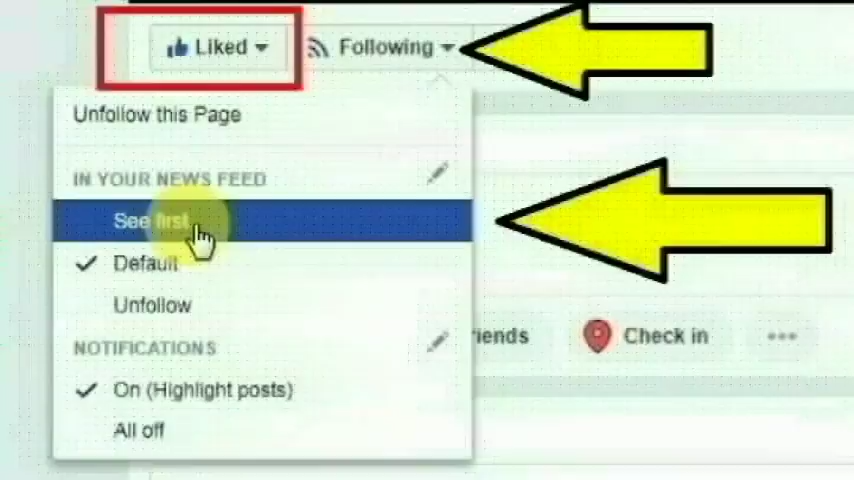 Liked Following
Unfollow this Page
IN YOUR NEWS FEED
See first
Default
Unfollow
riends Check in
NOTIFICATIONS
On (Highlight posts)
All off